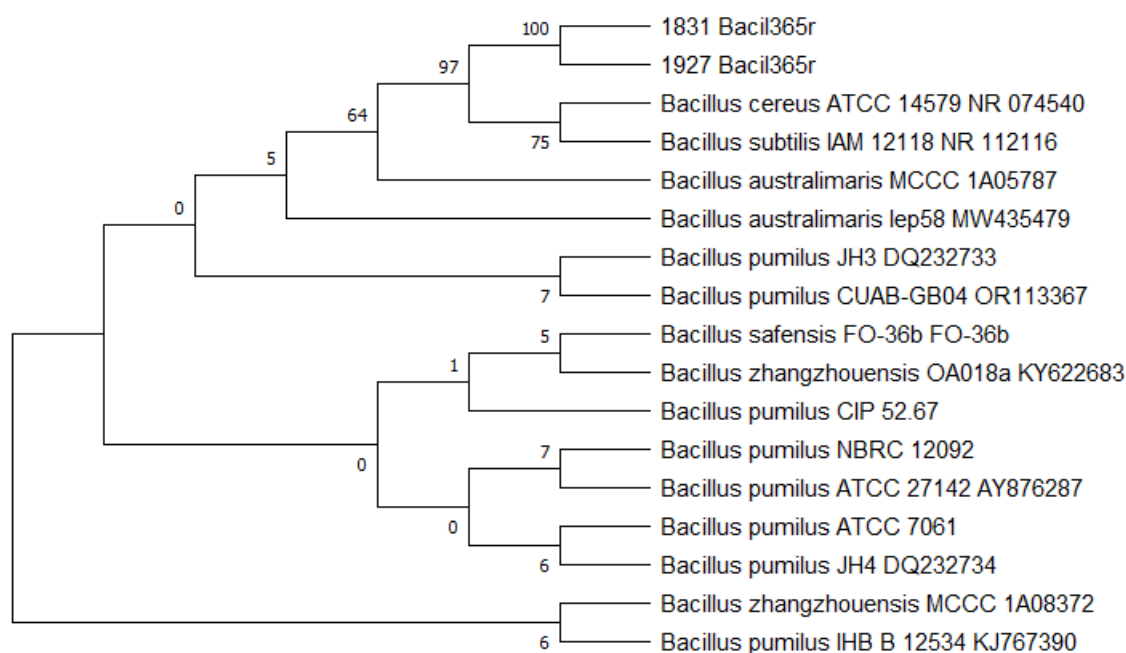 100
1831 Bacil365r
1927 Bacil365r
97
Bacillus cereus ATCC 14579 NR 074540
64
75
Bacillus subtilis IAM 12118 NR 112116
5
Bacillus australimaris MCCC 1A05787
0
Bacillus australimaris lep58 MW435479
Bacillus pumilus JH3 DQ232733
7
Bacillus pumilus CUAB-GB04 OR113367
5
Bacillus safensis FO-36b FO-36b
1
Bacillus zhangzhouensis OA018a KY622683
Bacillus pumilus CIP 52.67
0
7
Bacillus pumilus NBRC 12092
Bacillus pumilus ATCC 27142 AY876287
0
Bacillus pumilus ATCC 7061
6
Bacillus pumilus JH4 DQ232734
Bacillus zhangzhouensis MCCC 1A08372
6
Bacillus pumilus IHB B 12534 KJ767390